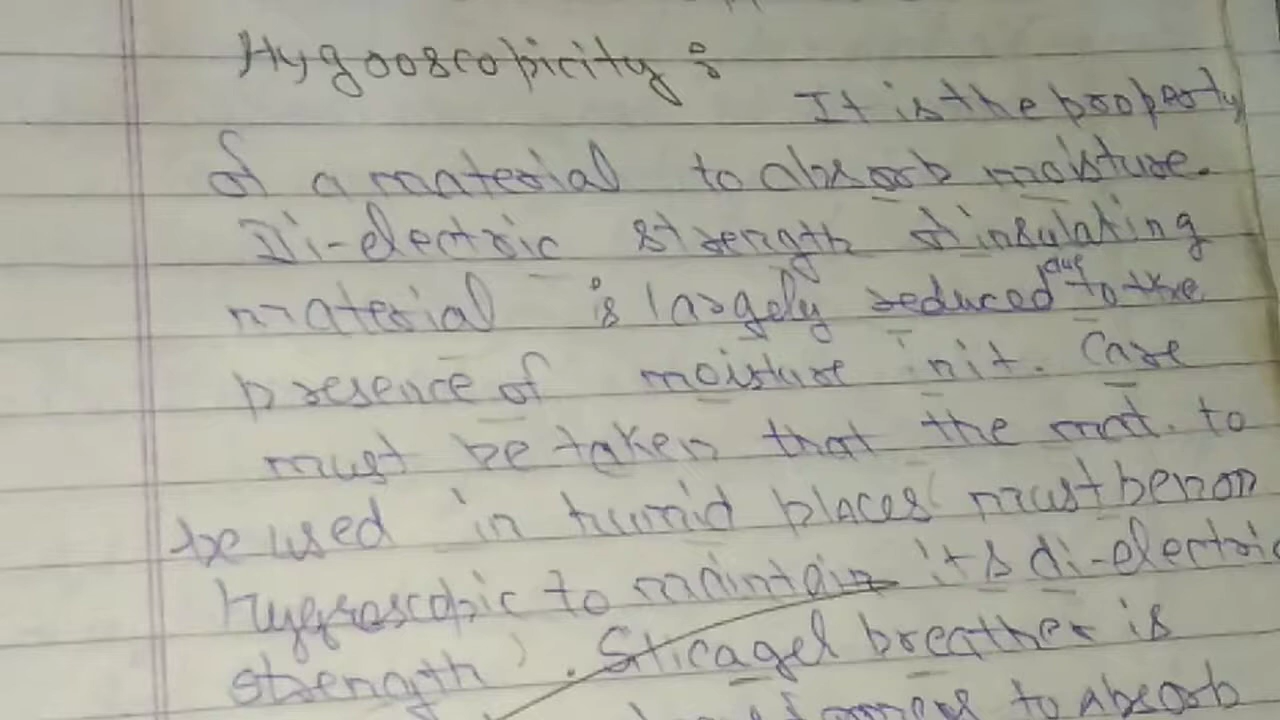 Hygroscopicity :
It is the property
of a material to absorb moisture.
Di-electric strength of insulating
material is largely reduced due to the
presence of moisture in it. Care
must be taken that the mat. to
be used in humid places must be non
hygroscopic to maintain its di-electric
strength . Silicagel breather is
to absorb